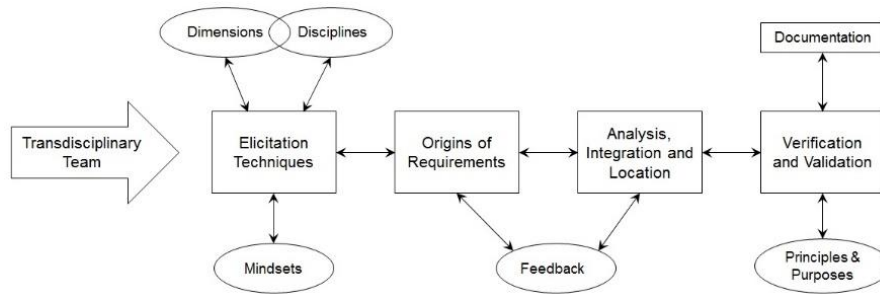 Dimensions
Disciplines
Documentation
Transdisciplinary
Team
Elicitation
Techniques
Origins of
Requirements
Analysis,
Integration and
Location
Verification
and Validation
Mindsets
Feedback
Principles &
Purposes